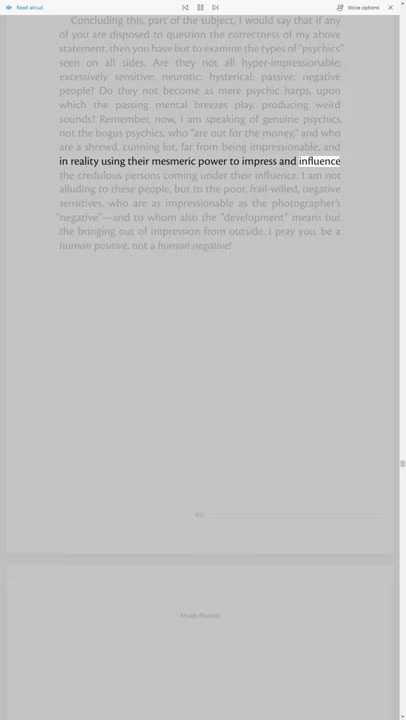 Read aloud
Voice options
Concluding this, part of the subject, I would say that if any
of you are disposed to question the correctness of my above
statement, then you have but to examine the types of "psychics"
seen on all sides. Are they not all hyper-impressionable;
excessively sensitive; neurotic; hysterical; passive; negative
people? Do they not become as mere psychic harps, upon
which the passing mental breezes play, producing weird
sounds? Remember, now, I am speaking of genuine psychics,
not the bogus psychics, who "are out for the money," and who
are a shrewd, cunning lot, far from being impressionable, and
in reality using their mesmeric power to impress and influence
the credulous persons coming under their influence. I am not
alluding to these people, but to the poor, frail-willed, negative
sensitives, who are as impressionable as the photographer's
"negative"—and to whom also the "development" means but
the bringing out of impression from outside. I pray you, be a
human positive, not a human negative!